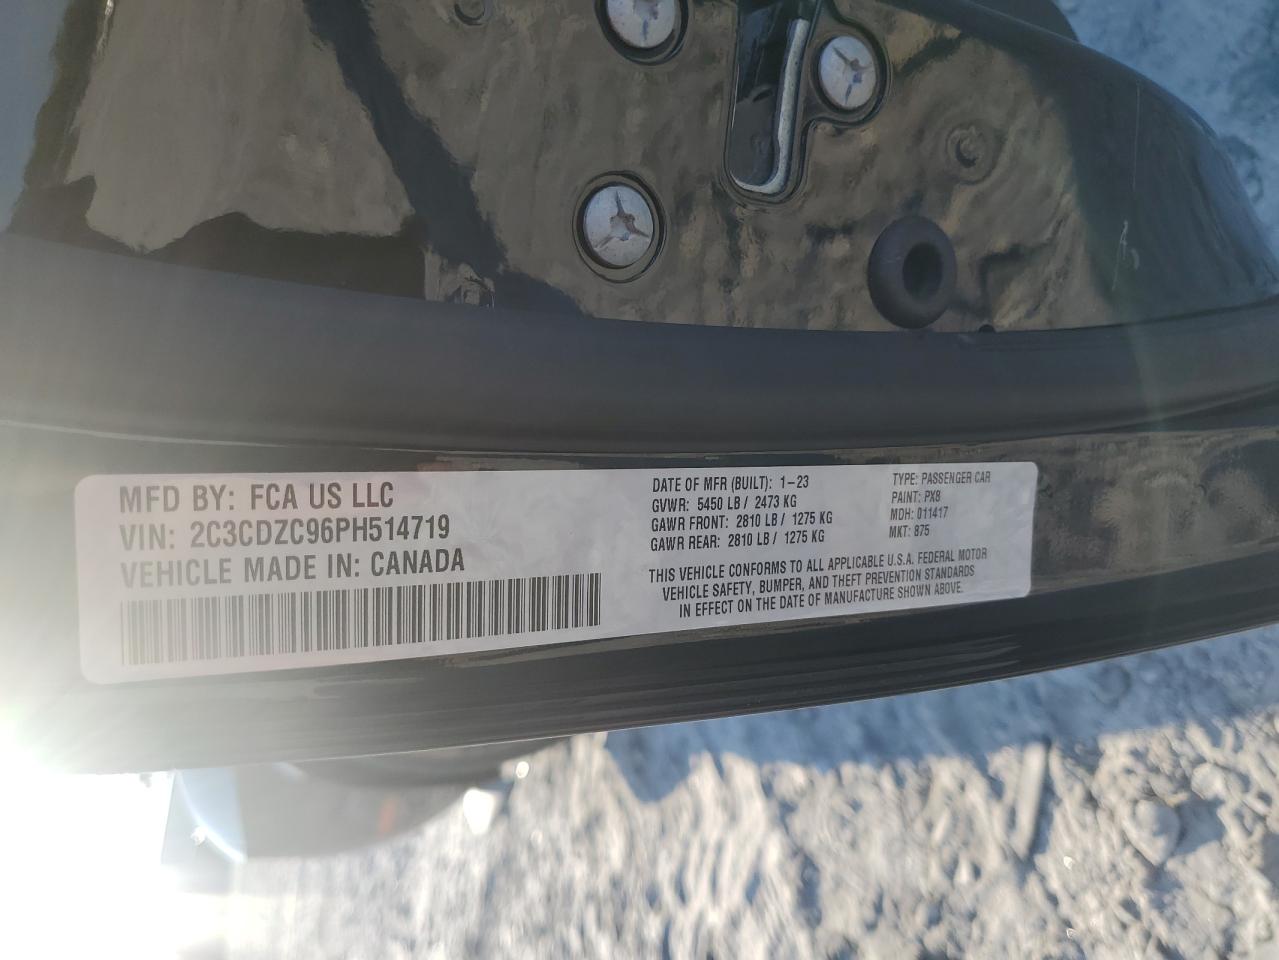 MFD BY: FCA US LLC
VIN: 2C3CDZC96PH514719
VEHICLE MADE IN: CANADA
DATE OF MFR (BUILT): 1-23
GVWR: 5450 LB / 2473 KG
GAWR FRONT: 2810 LB / 1275 KG
GAWR REAR: 2810 LB / 1275 KG
TYPE: PASSENGER CAR
PAINT: PX8
MDH: 011417
MKT: 875
THIS VEHICLE CONFORMS TO ALL APPLICABLE U.S.A. FEDERAL MOTOR
VEHICLE SAFETY, BUMPER, AND THEFT PREVENTION STANDARDS
IN EFFECT ON THE DATE OF MANUFACTURE SHOWN ABOVE.